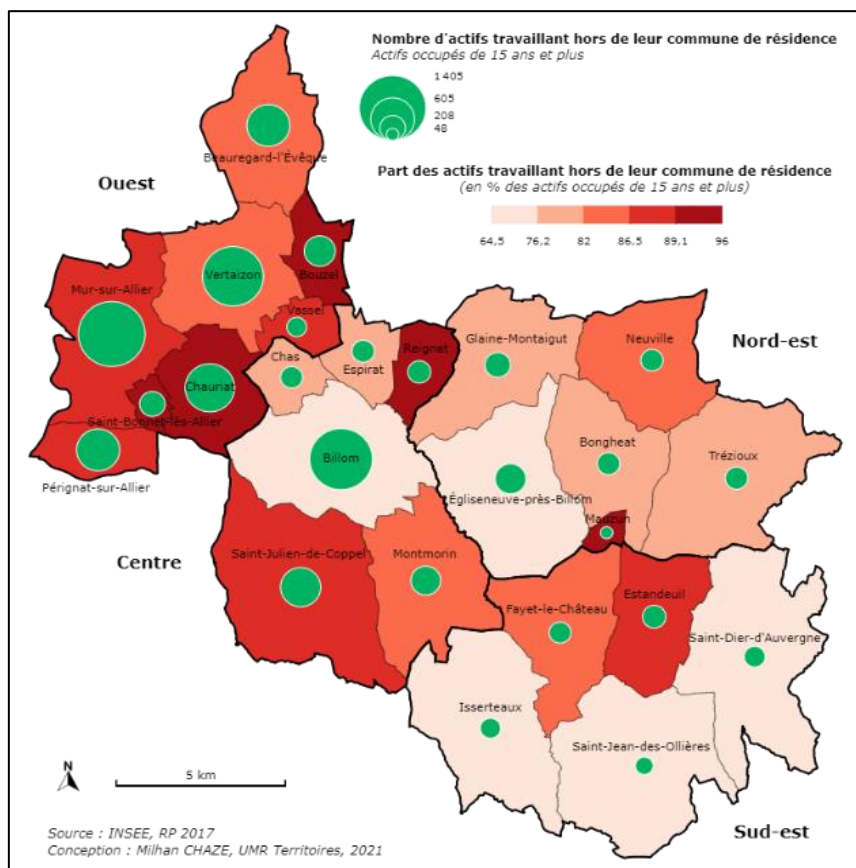 Nombre d'actifs travaillant hors de leur commune de résidence
Actifs occupés de 15 ans et plus
1 405
605
208
48
Part des actifs travaillant hors de leur commune de résidence
(en % des actifs occupés de 15 ans et plus)
64,5
76,2
82
86,5
89,1
96
Beauregard-l'Évêque
Ouest
Vertaizon
Bouzel
Mur-sur-Allier
Vassel
Chas
Espirat
Reignat
Glaine-Montaigut
Neuville
Nord-est
Chauriat
Saint-Bonnet-lès-Allier
Pérignat-sur-Allier
Billom
Bongheat
Trézioux
Égliseneuve-près-Billom
Mauzun
Centre
Saint-Julien-de-Coppel
Montmorin
Fayet-le-Château
Estandeuil
Saint-Dier-d'Auvergne
Isserteaux
Saint-Jean-des-Ollières
N
5 km
Sud-est
Source : INSEE, RP 2017
Conception : Milhan CHAZE, UMR Territoires, 2021